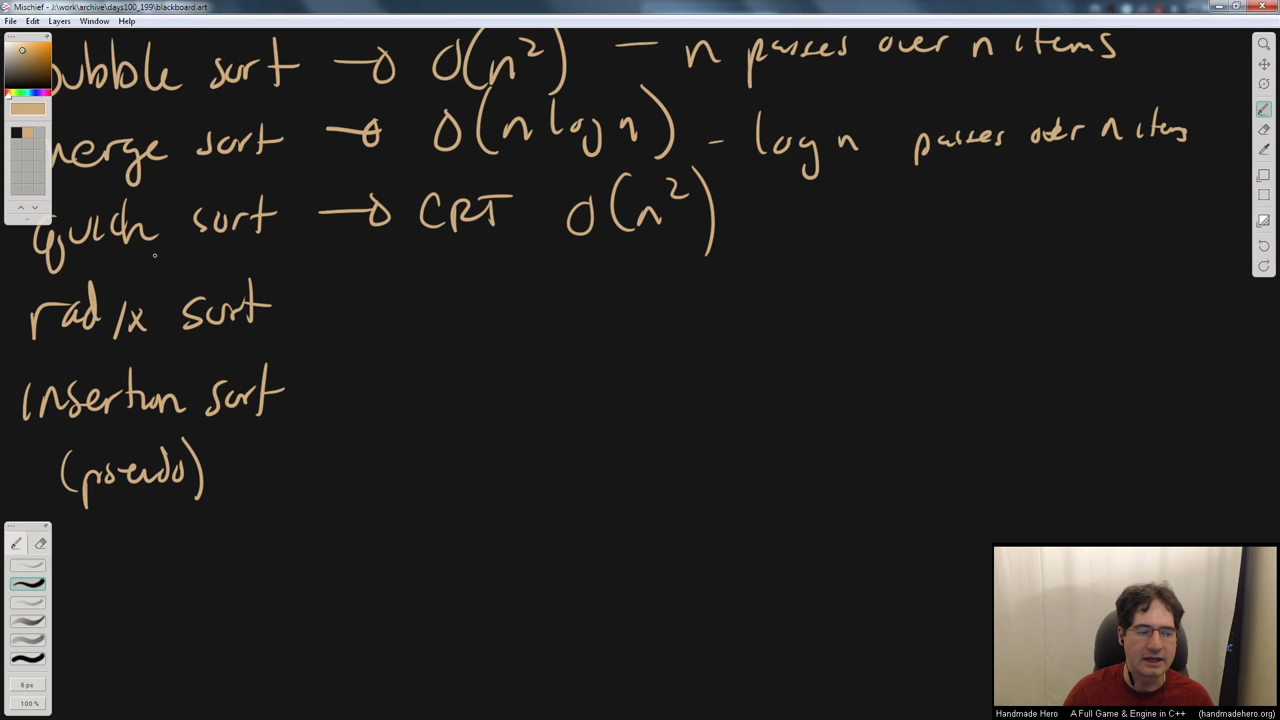 Mischief - J:\work\archive\days100_199\blackboard.art
File Edit Layers Window Help
bubble sort → O(n²) — n passes over n items
merge sort → O(n log n) - log n passes over n items
quick sort → CRT O(n²)
radix sort
insertion sort
(pseudo)
6 px
100 %
Handmade Hero A Full Game & Engine in C++ (handmadehero.org)